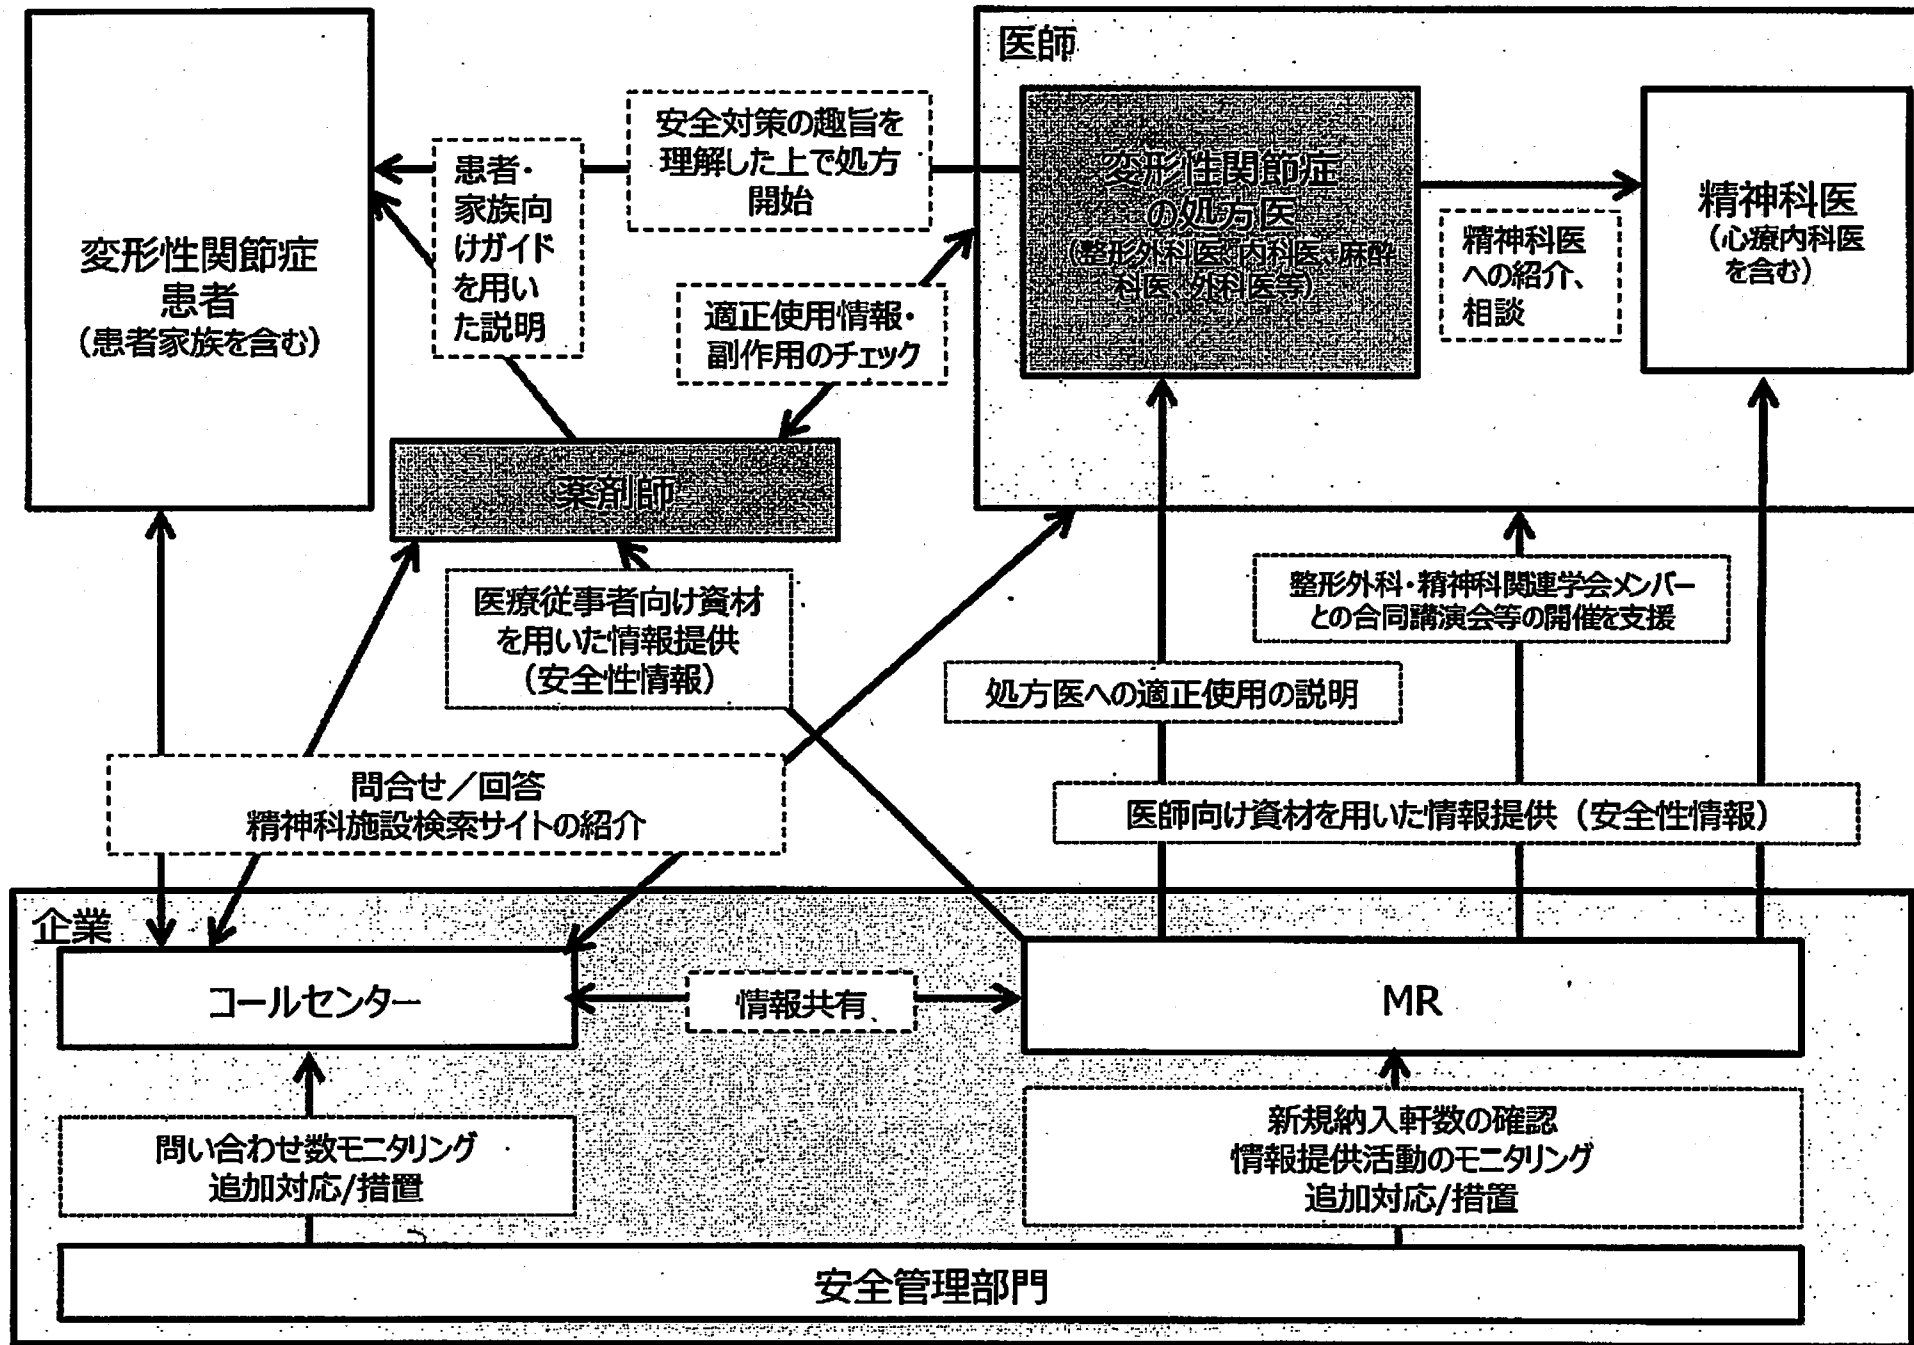 医師
安全対策の趣旨を
理解した上で処方
開始
患者・
家族向
けガイド
を用い
た説明
変形性関節症
の処方医
(整形外科医、内科医、麻酔
科医、外科医等)
精神科医
(心療内科医
を含む)
精神科医
への紹介、
相談
変形性関節症
患者
(患者家族を含む)
適正使用情報・
副作用のチェック
薬剤師
医療従事者向け資材
を用いた情報提供
(安全性情報)
整形外科・精神科関連学会メンバー
との合同講演会等の開催を支援
処方医への適正使用の説明
問合せ/回答
精神科施設検索サイトの紹介
医師向け資材を用いた情報提供(安全性情報)
企業
コールセンター
情報共有
MR
問い合わせ数モニタリング
追加対応/措置
新規納入軒数の確認
情報提供活動のモニタリング
追加対応/措置
安全管理部門